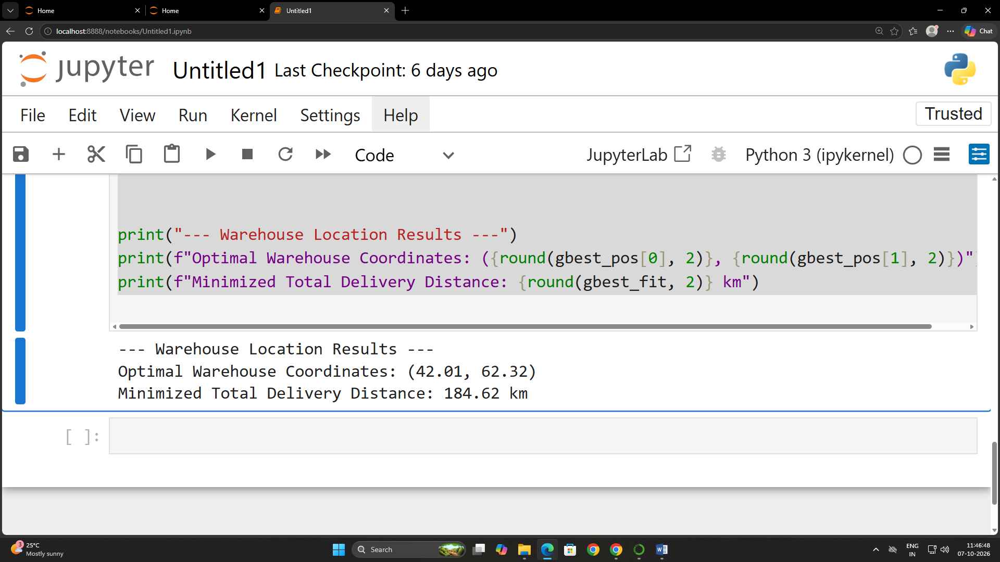 Home
Home
Untitled1
localhost:8888/notebooks/Untitled1.ipynb
Chat
jupyter
Untitled1 Last Checkpoint: 6 days ago
File Edit View Run Kernel Settings Help
Trusted
Code
JupyterLab
Python 3 (ipykernel)
print("--- Warehouse Location Results ---")
print(f"Optimal Warehouse Coordinates: ({round(gbest_pos[0], 2)}, {round(gbest_pos[1], 2)})")
print(f"Minimized Total Delivery Distance: {round(gbest_fit, 2)} km")
--- Warehouse Location Results ---
Optimal Warehouse Coordinates: (42.01, 62.32)
Minimized Total Delivery Distance: 184.62 km
[ ]:
3
25°C
Mostly sunny
Search
ENG
IN
11:46:48
07-10-2026